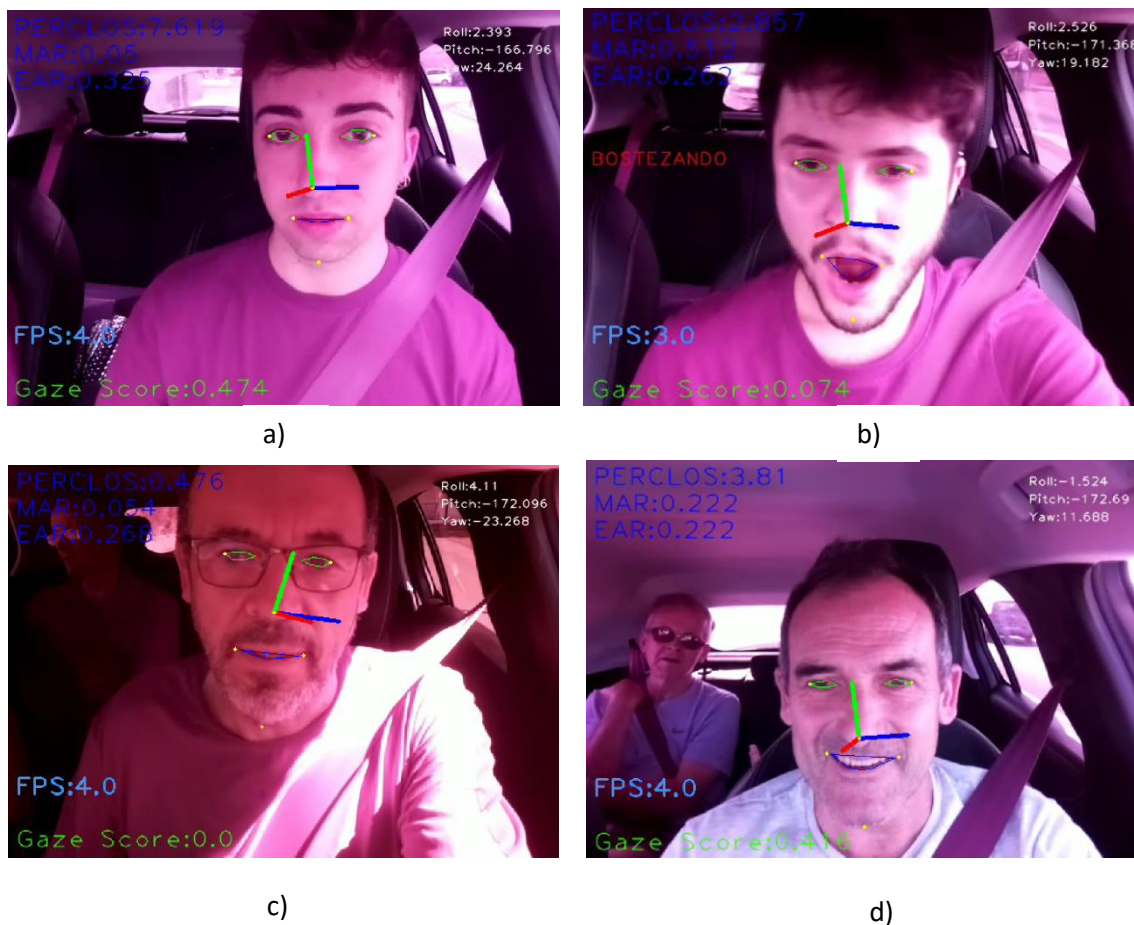 PERCLOS:7.619
MAR:0.05
EAR:0.325
Roll:2.393
Pitch:-166.796
Yaw:24.264
FPS:4.0
Gaze Score:0.474
a)
PERCLOS:2.857
MAR:0.512
EAR:0.262
Roll:2.526
Pitch:-171.368
Yaw:19.182
BOSTEZANDO
FPS:3.0
Gaze Score:0.074
b)
PERCLOS:0.476
MAR:0.054
EAR:0.268
Roll:4.11
Pitch:-172.096
Yaw:-23.268
FPS:4.0
Gaze Score:0.0
c)
PERCLOS:3.81
MAR:0.222
EAR:0.222
Roll:-1.524
Pitch:-172.69
Yaw:11.688
FPS:4.0
Gaze Score:0.416
d)